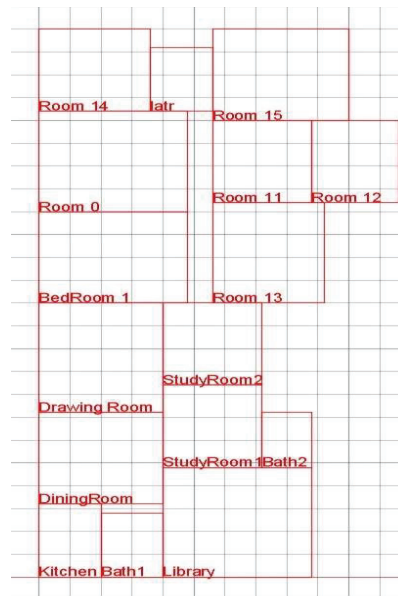 Room 14 latr
Room 15
Room 0
Room 11 Room 12
BedRoom 1
Room 13
StudyRoom2
Drawing Room
StudyRoom1 Bath2
DiningRoom
Kitchen Bath1 Library